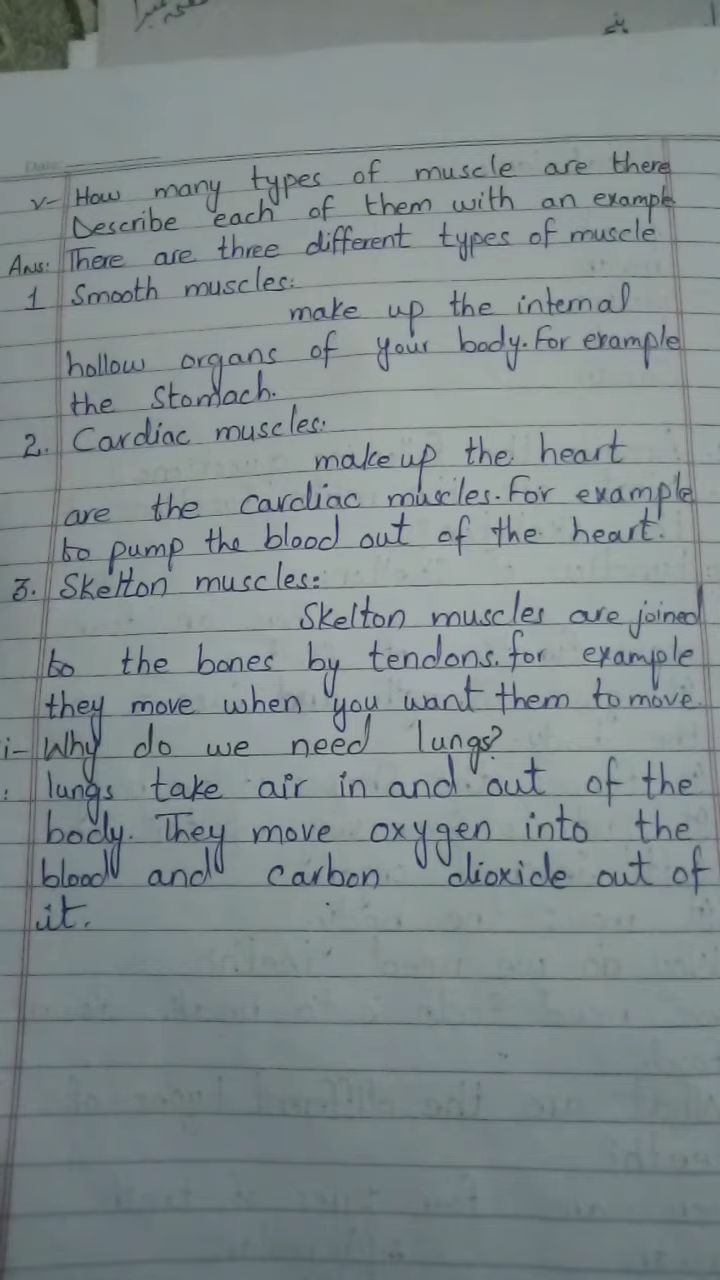 Date:
v- How many types of muscle are there
Describe each of them with an example
Ans: There are three different types of muscle
1 Smooth muscles:
make up the internal
hollow organs of your body. For example
the stomach.
2. Cardiac muscles:
make up the heart
are the cardiac muscles. For example
to pump the blood out of the heart.
3. Skelton muscles:
Skelton muscles are joined
to the bones by tendons. for example
they move when you want them to move.
i- Why do we need lungs?
: lungs take air in and out of the
body. They move oxygen into the
blood and carbon dioxide out of
it.